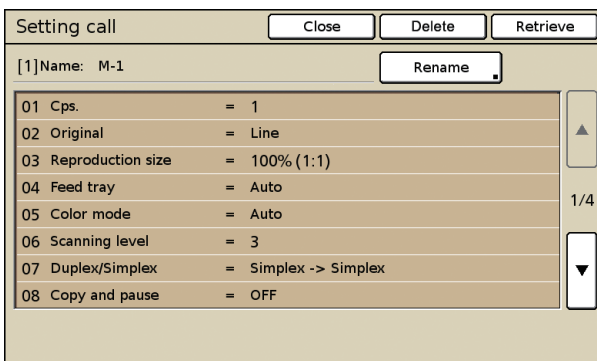 Setting call Close Delete Retrieve
[1]Name: M-1 Rename
01 Cps. = 1
02 Original = Line
03 Reproduction size = 100% (1:1)
04 Feed tray = Auto
05 Color mode = Auto
1/4
06 Scanning level = 3
07 Duplex/Simplex = Simplex -> Simplex
08 Copy and pause = OFF